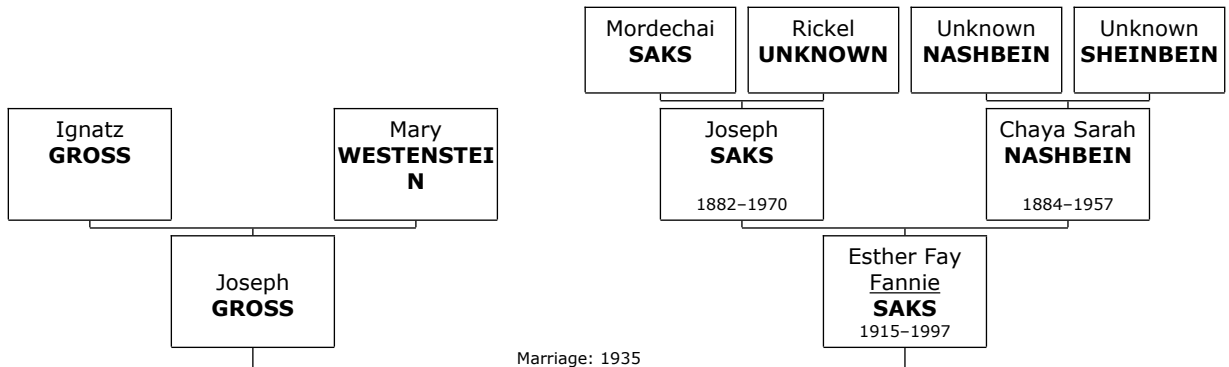 Mordechai
SAKS
Rickel
UNKNOWN
Unknown
NASHBEIN
Unknown
SHEINBEIN
Ignatz
GROSS
Mary
WESTENSTEI
N
Joseph
SAKS
1882–1970
Chaya Sarah
NASHBEIN
1884–1957
Joseph
GROSS
Esther Fay
Fannie
SAKS
1915–1997
Marriage: 1935